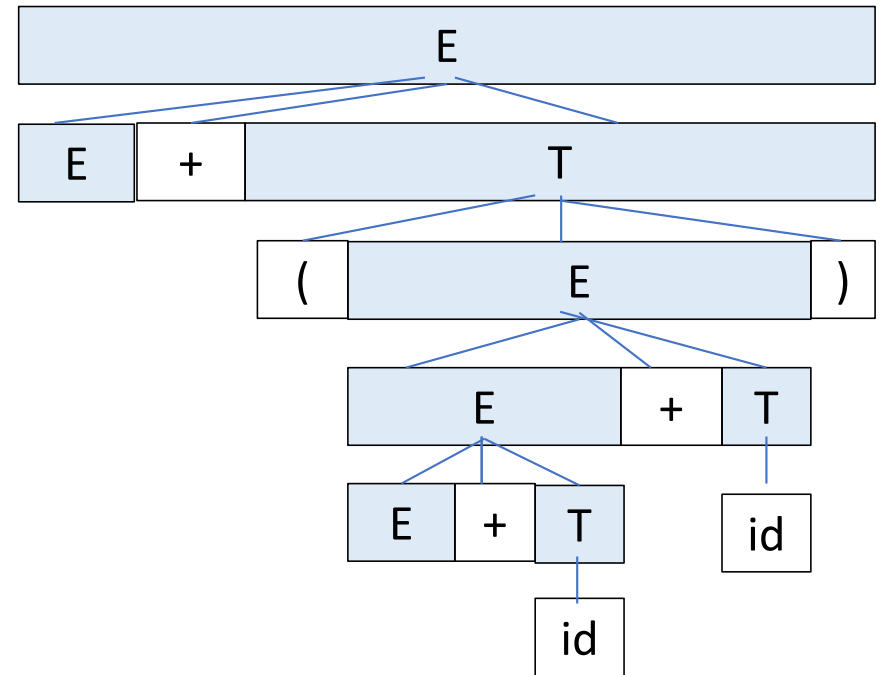 E
E + T
( E )
E + T
E + T id
id